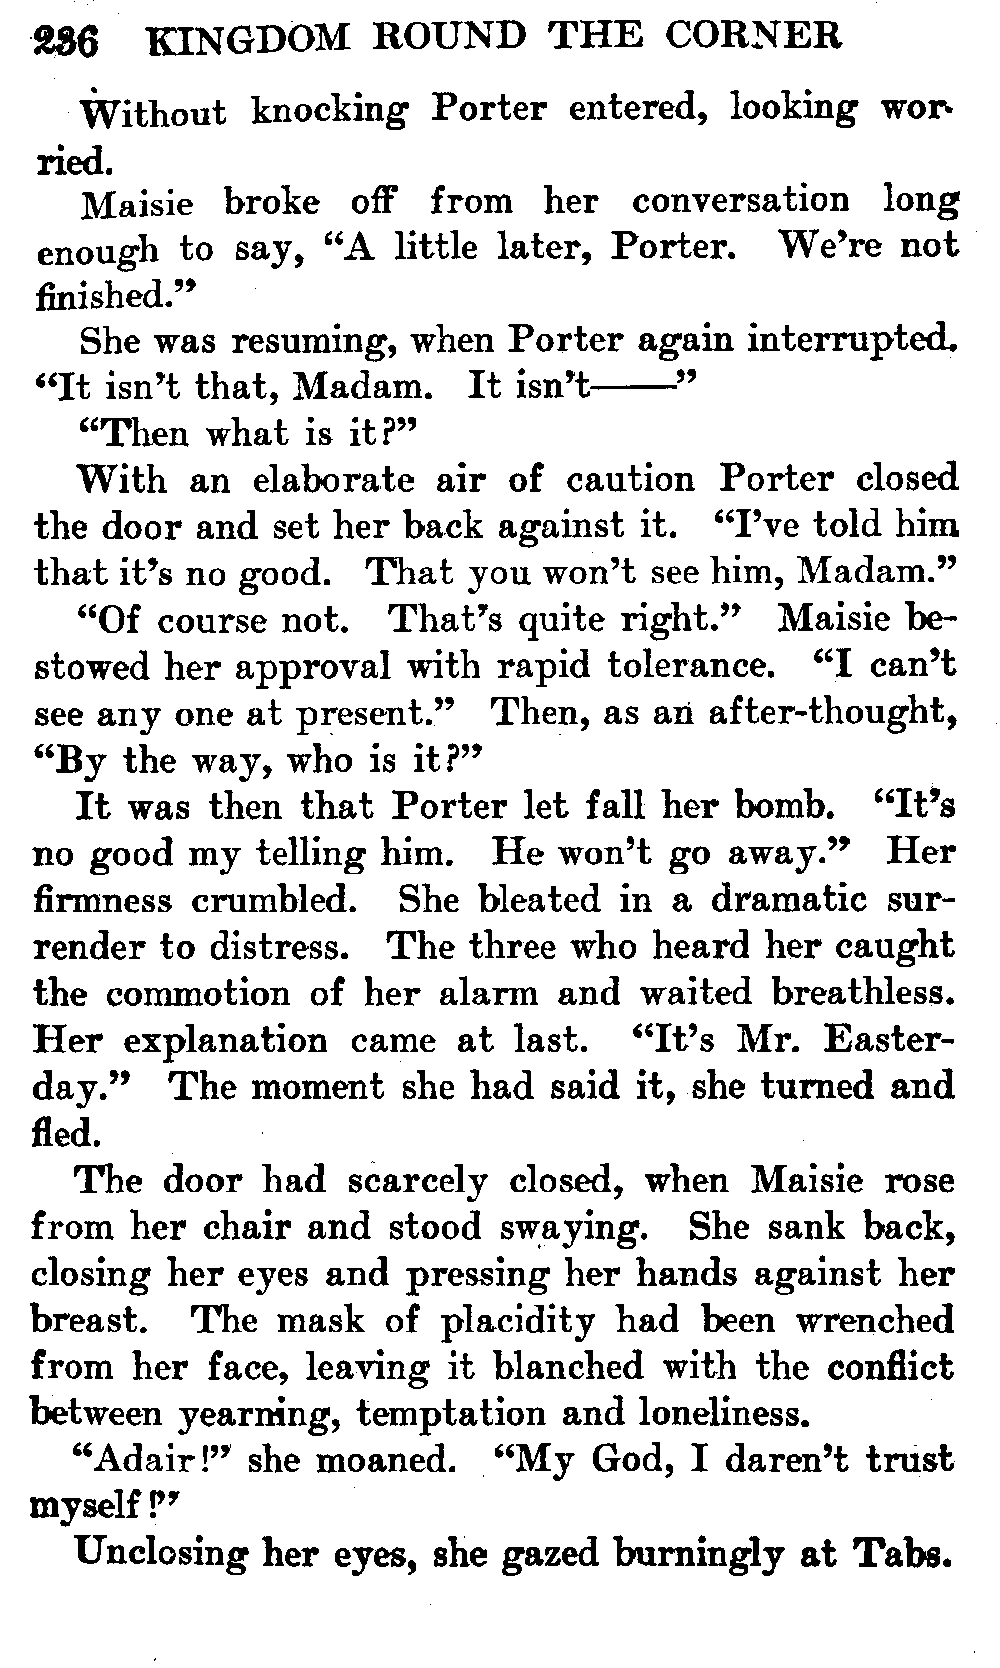 236 KINGDOM ROUND THE CORNER
Without knocking Porter entered, looking wor-
ried.
Maisie broke off from her conversation long
enough to say, “A little later, Porter. We’re not
finished.”
She was resuming, when Porter again interrupted.
“It isn’t that, Madam. It isn’t——”
“Then what is it?”
With an elaborate air of caution Porter closed
the door and set her back against it. “I’ve told him
that it’s no good. That you won’t see him, Madam.”
“Of course not. That’s quite right.” Maisie be-
stowed her approval with rapid tolerance. “I can’t
see any one at present.” Then, as an after-thought,
“By the way, who is it?”
It was then that Porter let fall her bomb. “It’s
no good my telling him. He won’t go away.” Her
firmness crumbled. She bleated in a dramatic sur-
render to distress. The three who heard her caught
the commotion of her alarm and waited breathless.
Her explanation came at last. “It’s Mr. Easter-
day.” The moment she had said it, she turned and
fled.
The door had scarcely closed, when Maisie rose
from her chair and stood swaying. She sank back,
closing her eyes and pressing her hands against her
breast. The mask of placidity had been wrenched
from her face, leaving it blanched with the conflict
between yearning, temptation and loneliness.
“Adair!” she moaned. “My God, I daren’t trust
myself!”
Unclosing her eyes, she gazed burningly at Tabs.